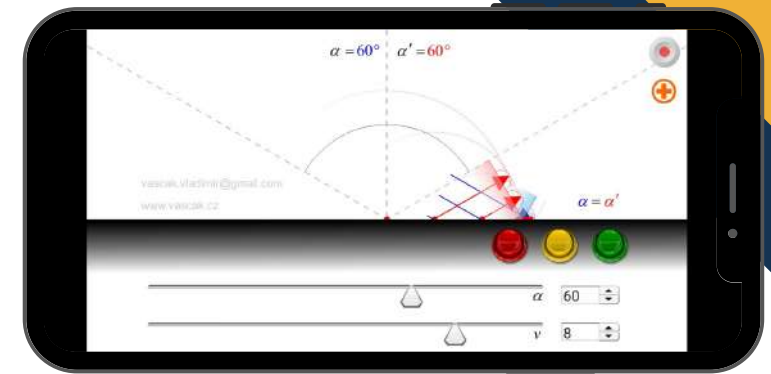 α = 60° α′ = 60°
vascak.vladimir@gmail.com
www.vascak.cz
α = α′
α 60
v 8